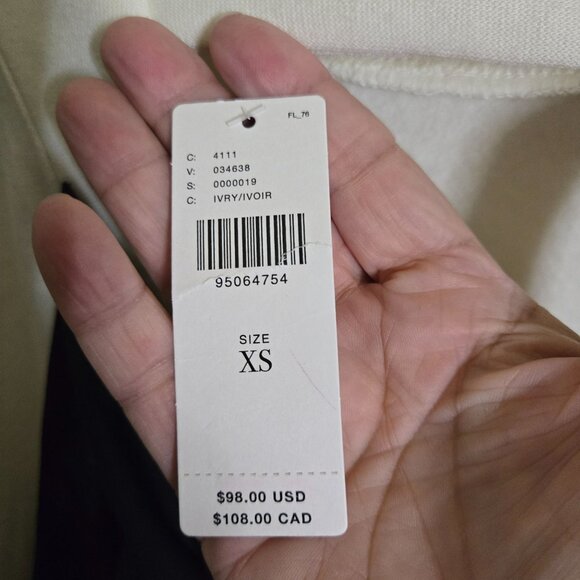 FL_76
C: 4111
V: 034638
S: 0000019
C: IVRY/IVOIR
95064754
SIZE
XS
$98.00 USD
$108.00 CAD